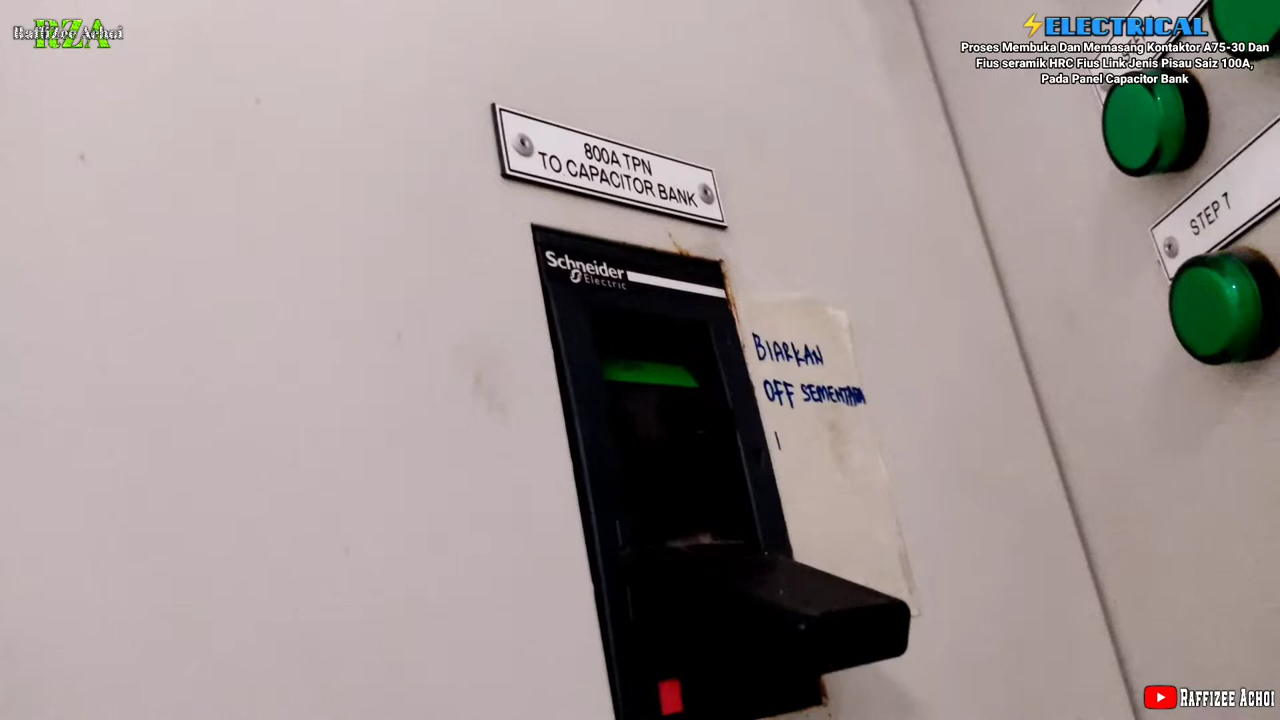 Raffizee Achoi
RZA
⚡ELECTRICAL
Proses Membuka Dan Memasang Kontaktor A75-30 Dan
Fius seramik HRC Fius Link Jenis Pisau Saiz 100A,
Pada Panel Capacitor Bank
800A TPN
TO CAPACITOR BANK
STEP 7
Schneider
Electric
BIARKAN
OFF SEMENTARA
RAFFIZEE ACHOI